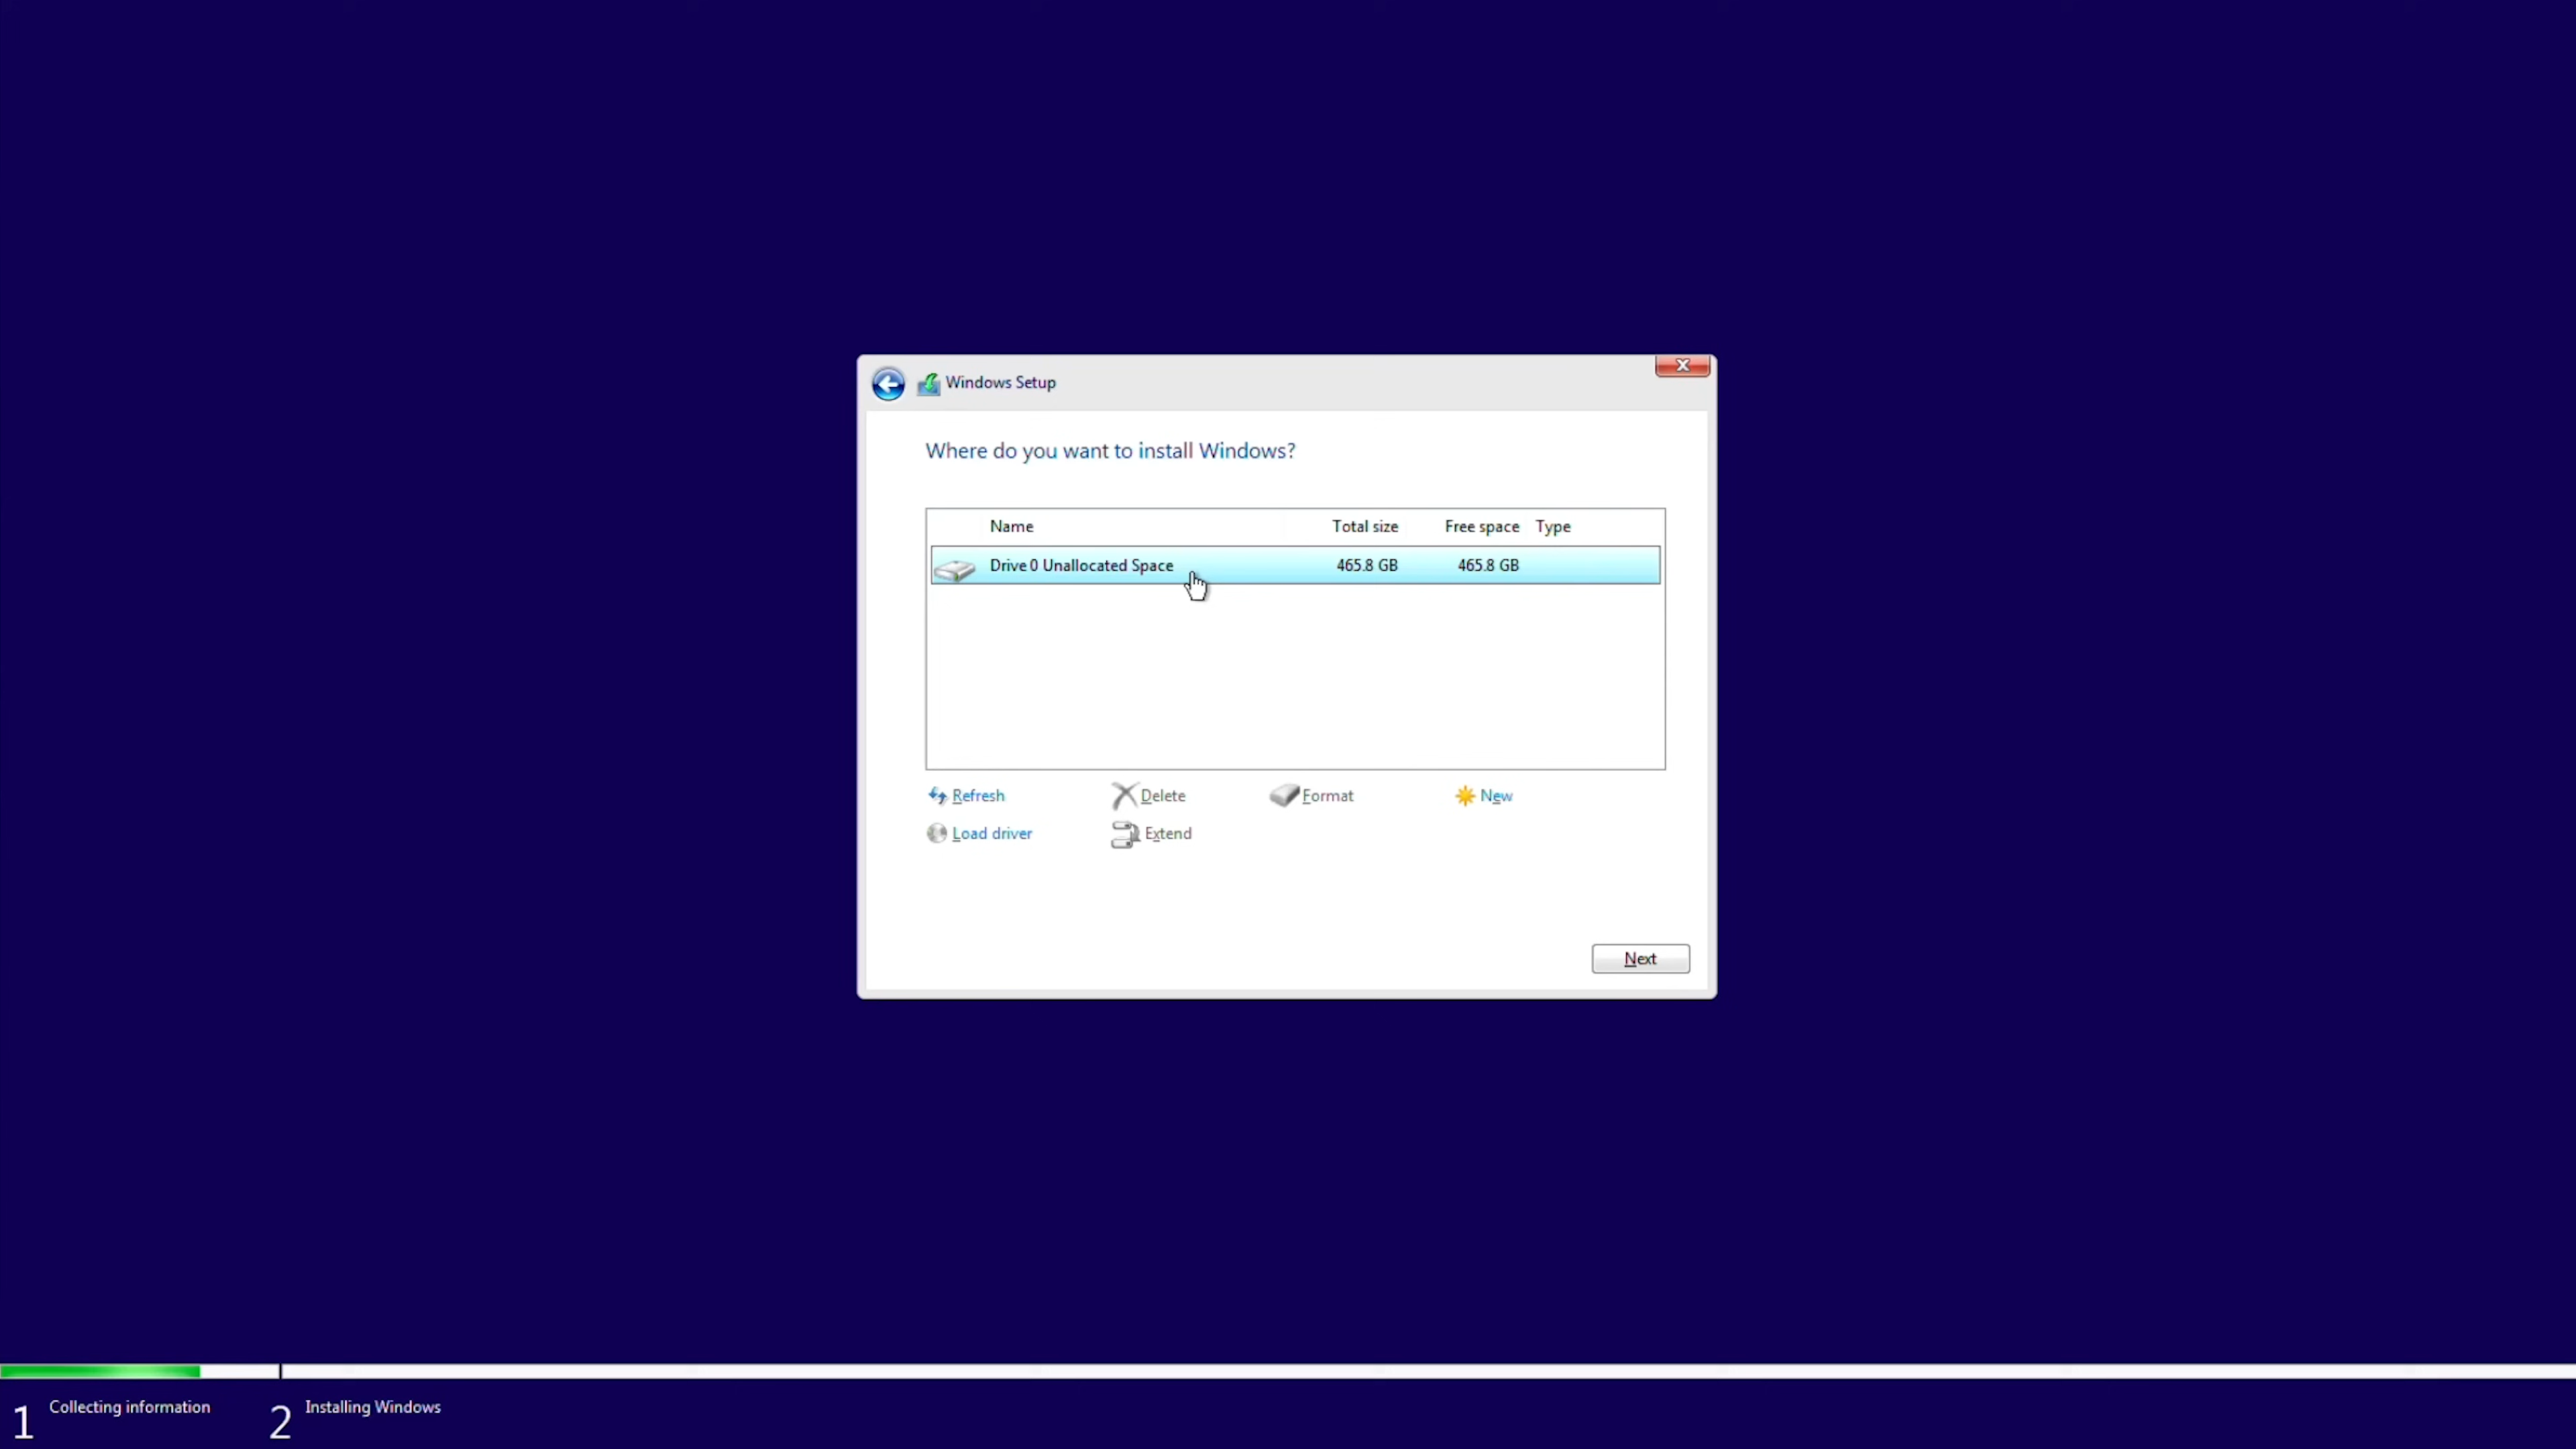 Windows Setup
Where do you want to install Windows?
Name Total size Free space Type
Drive 0 Unallocated Space 465.8 GB 465.8 GB
Refresh Delete Format New
Load driver Extend
Next
1 Collecting information 2 Installing Windows